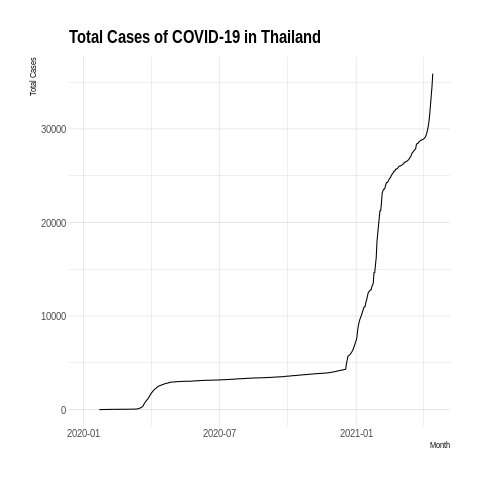 Total Cases of COVID-19 in Thailand
Total Cases
30000
20000
10000
0
2020-01
2020-07
2021-01
Month